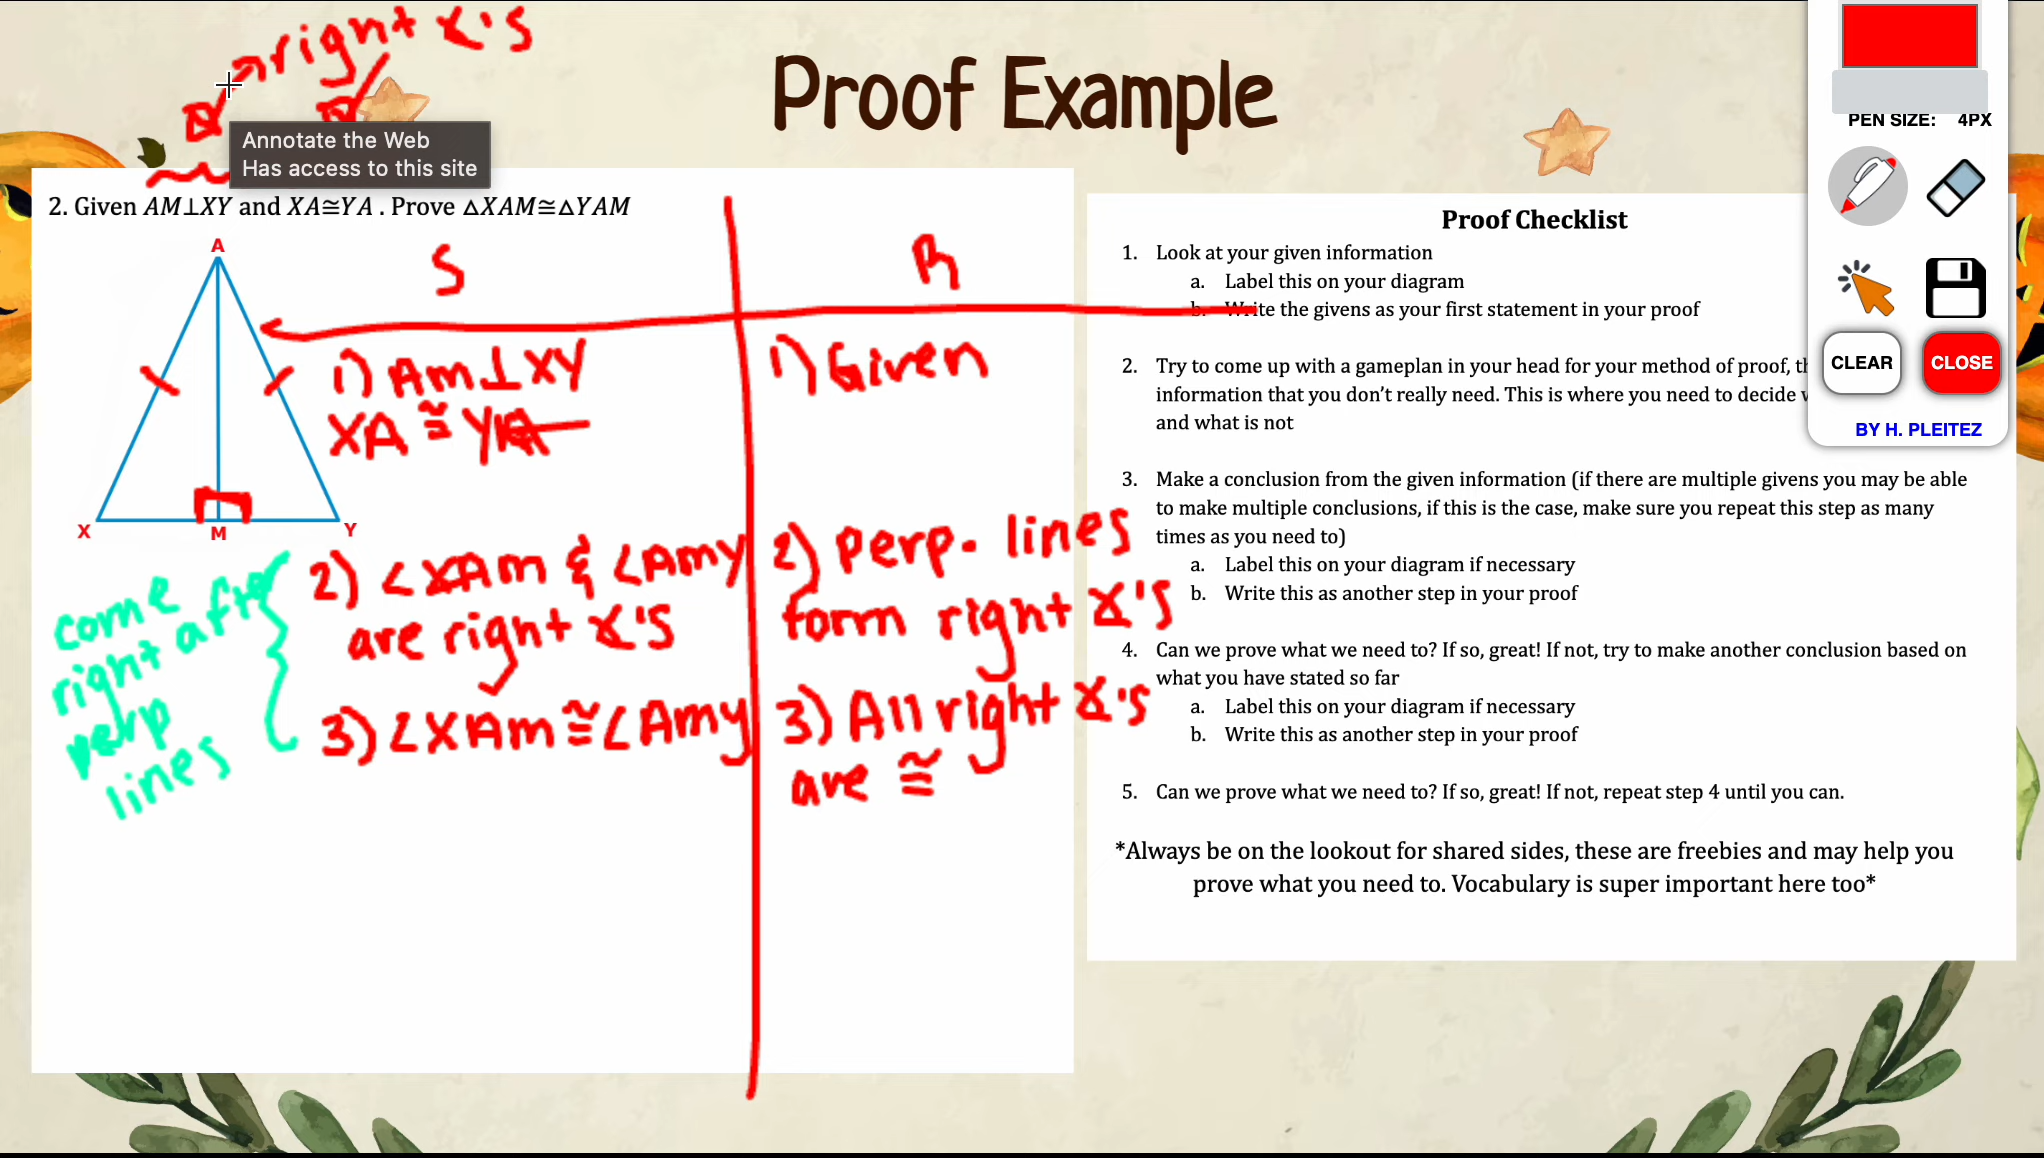 right ∡'s
Proof Example
Annotate the Web
Has access to this site
2. Given AM⊥XY and XA≅YA . Prove △XAM≅△YAM
S
R
A
X
M
Y
1) Am⊥XY
XA ≅ YA
1) Given
2) <XAm & <Amy
are right ∡'s
2) perp. lines
form right ∡'s
3) <XAm ≅ <Amy
3) All right ∡'s
are ≅
come
right after
perp
lines
Proof Checklist
1. Look at your given information
a. Label this on your diagram
b. Write the givens as your first statement in your proof
2. Try to come up with a gameplan in your head for your method of proof,
information that you don't really need. This is where you need to decide
and what is not
3. Make a conclusion from the given information (if there are multiple givens you may be able
to make multiple conclusions, if this is the case, make sure you repeat this step as many
times as you need to)
a. Label this on your diagram if necessary
b. Write this as another step in your proof
4. Can we prove what we need to? If so, great! If not, try to make another conclusion based on
what you have stated so far
a. Label this on your diagram if necessary
b. Write this as another step in your proof
5. Can we prove what we need to? If so, great! If not, repeat step 4 until you can.
*Always be on the lookout for shared sides, these are freebies and may help you
prove what you need to. Vocabulary is super important here too*
PEN SIZE: 4PX
CLEAR
CLOSE
BY H. PLEITEZ